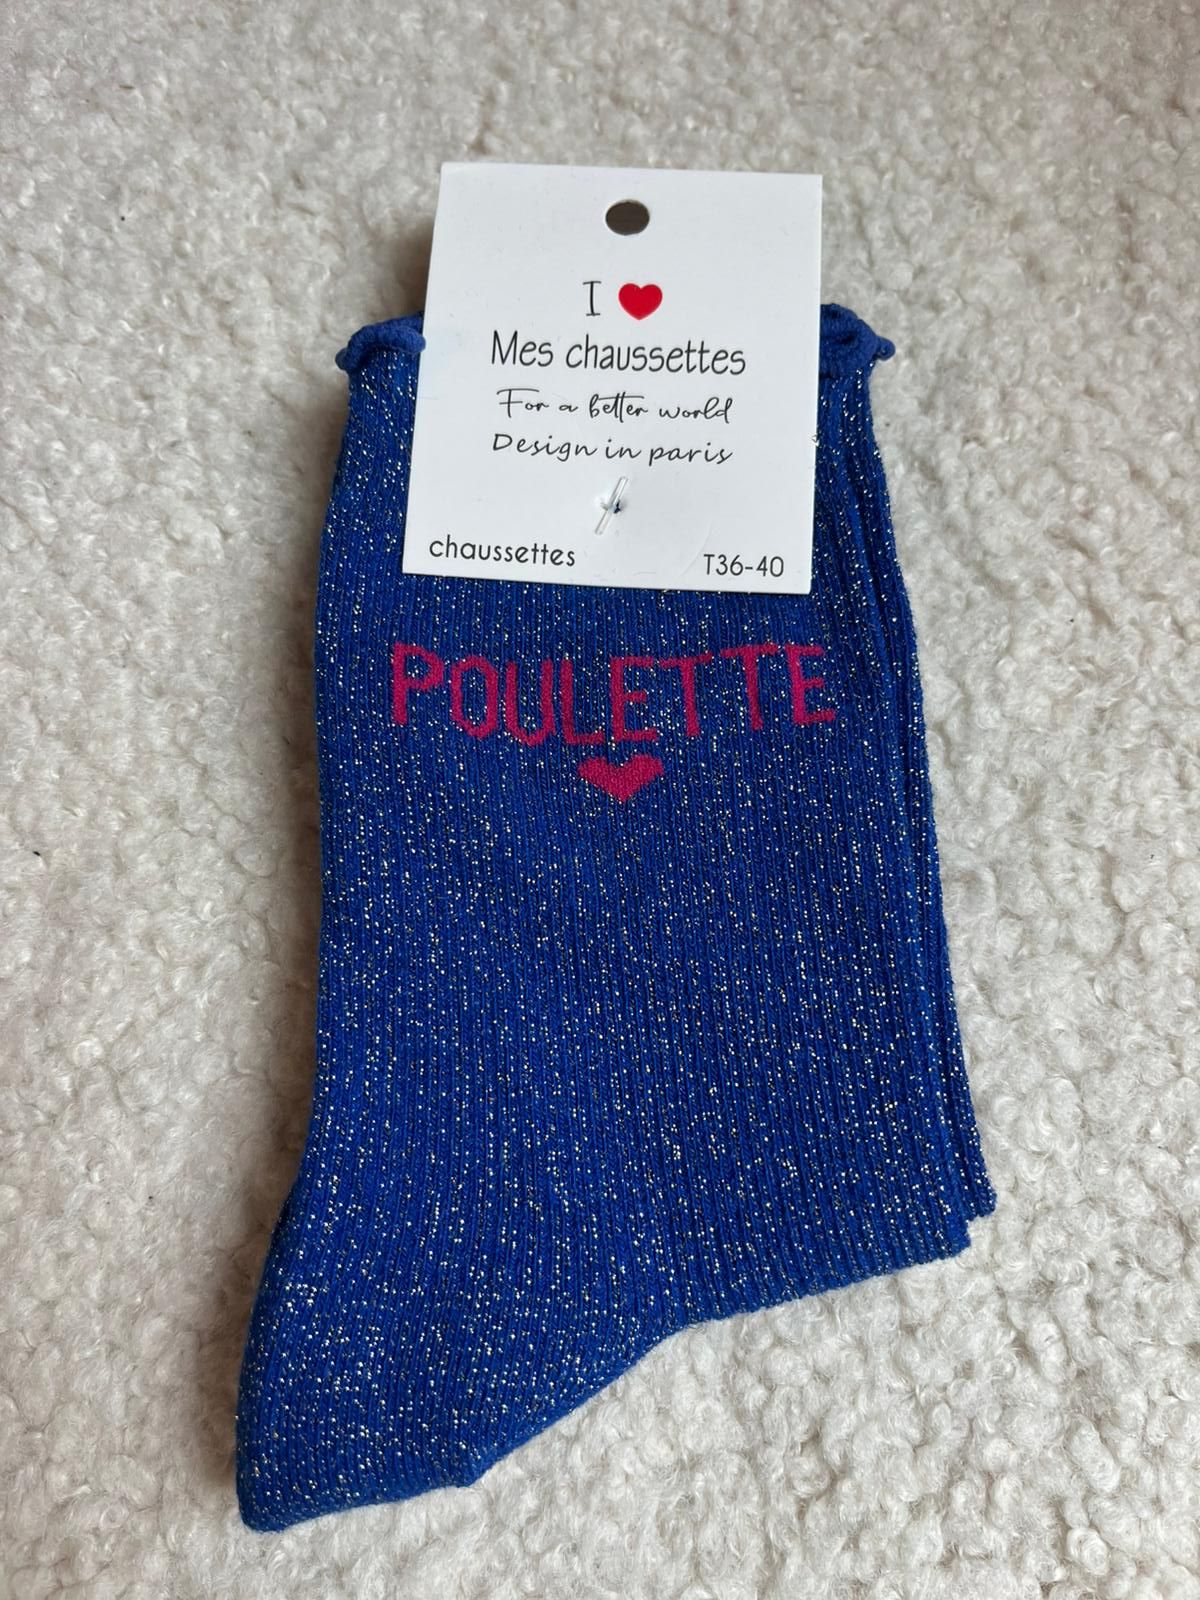 I ❤
Mes chaussettes
For a better world
Design in paris
chaussettes T36-40
POULETTE